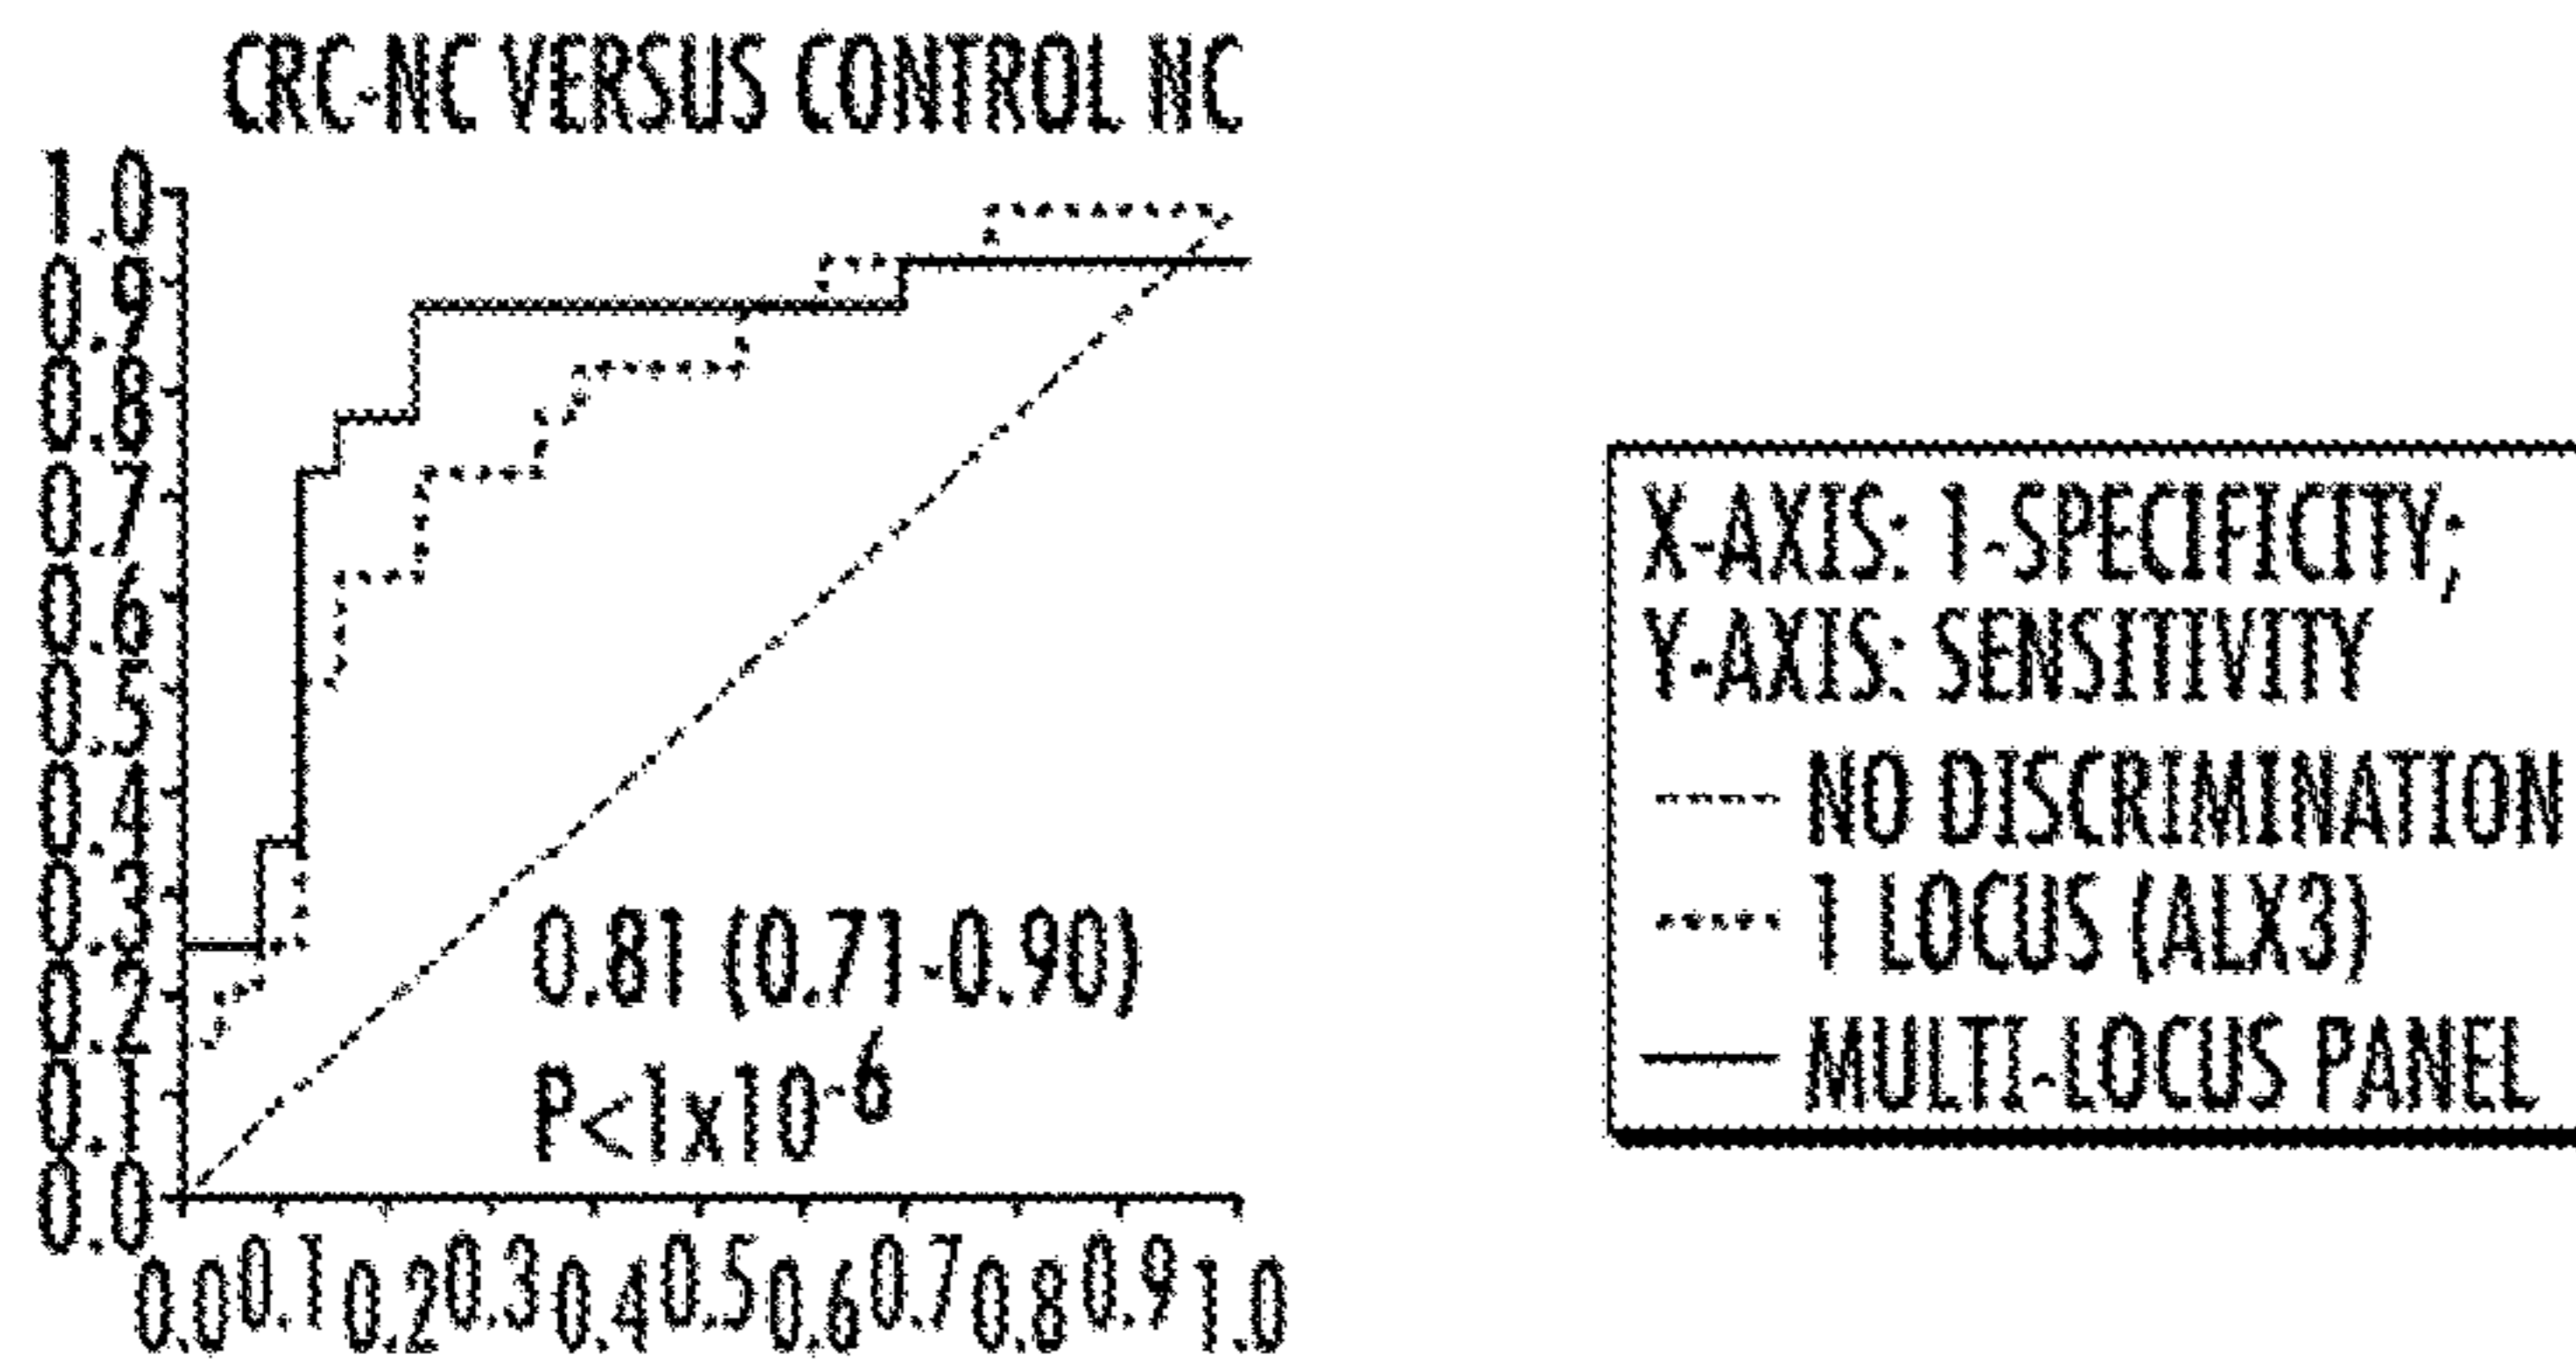 CRC-NC VERSUS CONTROL NC
1.0
0.9
0.8
0.7
0.6
0.5
0.4
0.3
0.2
0.1
0.0
0.81 (0.71-0.90)
P<1x10-6
0.0 0.1 0.2 0.3 0.4 0.5 0.6 0.7 0.8 0.9 1.0
X-AXIS: 1-SPECIFICITY;
Y-AXIS: SENSITIVITY
NO DISCRIMINATION
1 LOCUS (ALX3)
MULTI-LOCUS PANEL